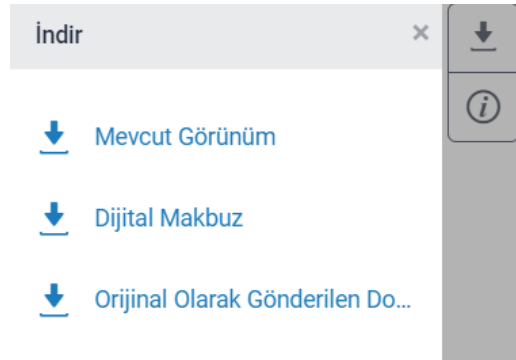 İndir ×
Mevcut Görünüm
Dijital Makbuz
Orijinal Olarak Gönderilen Do...